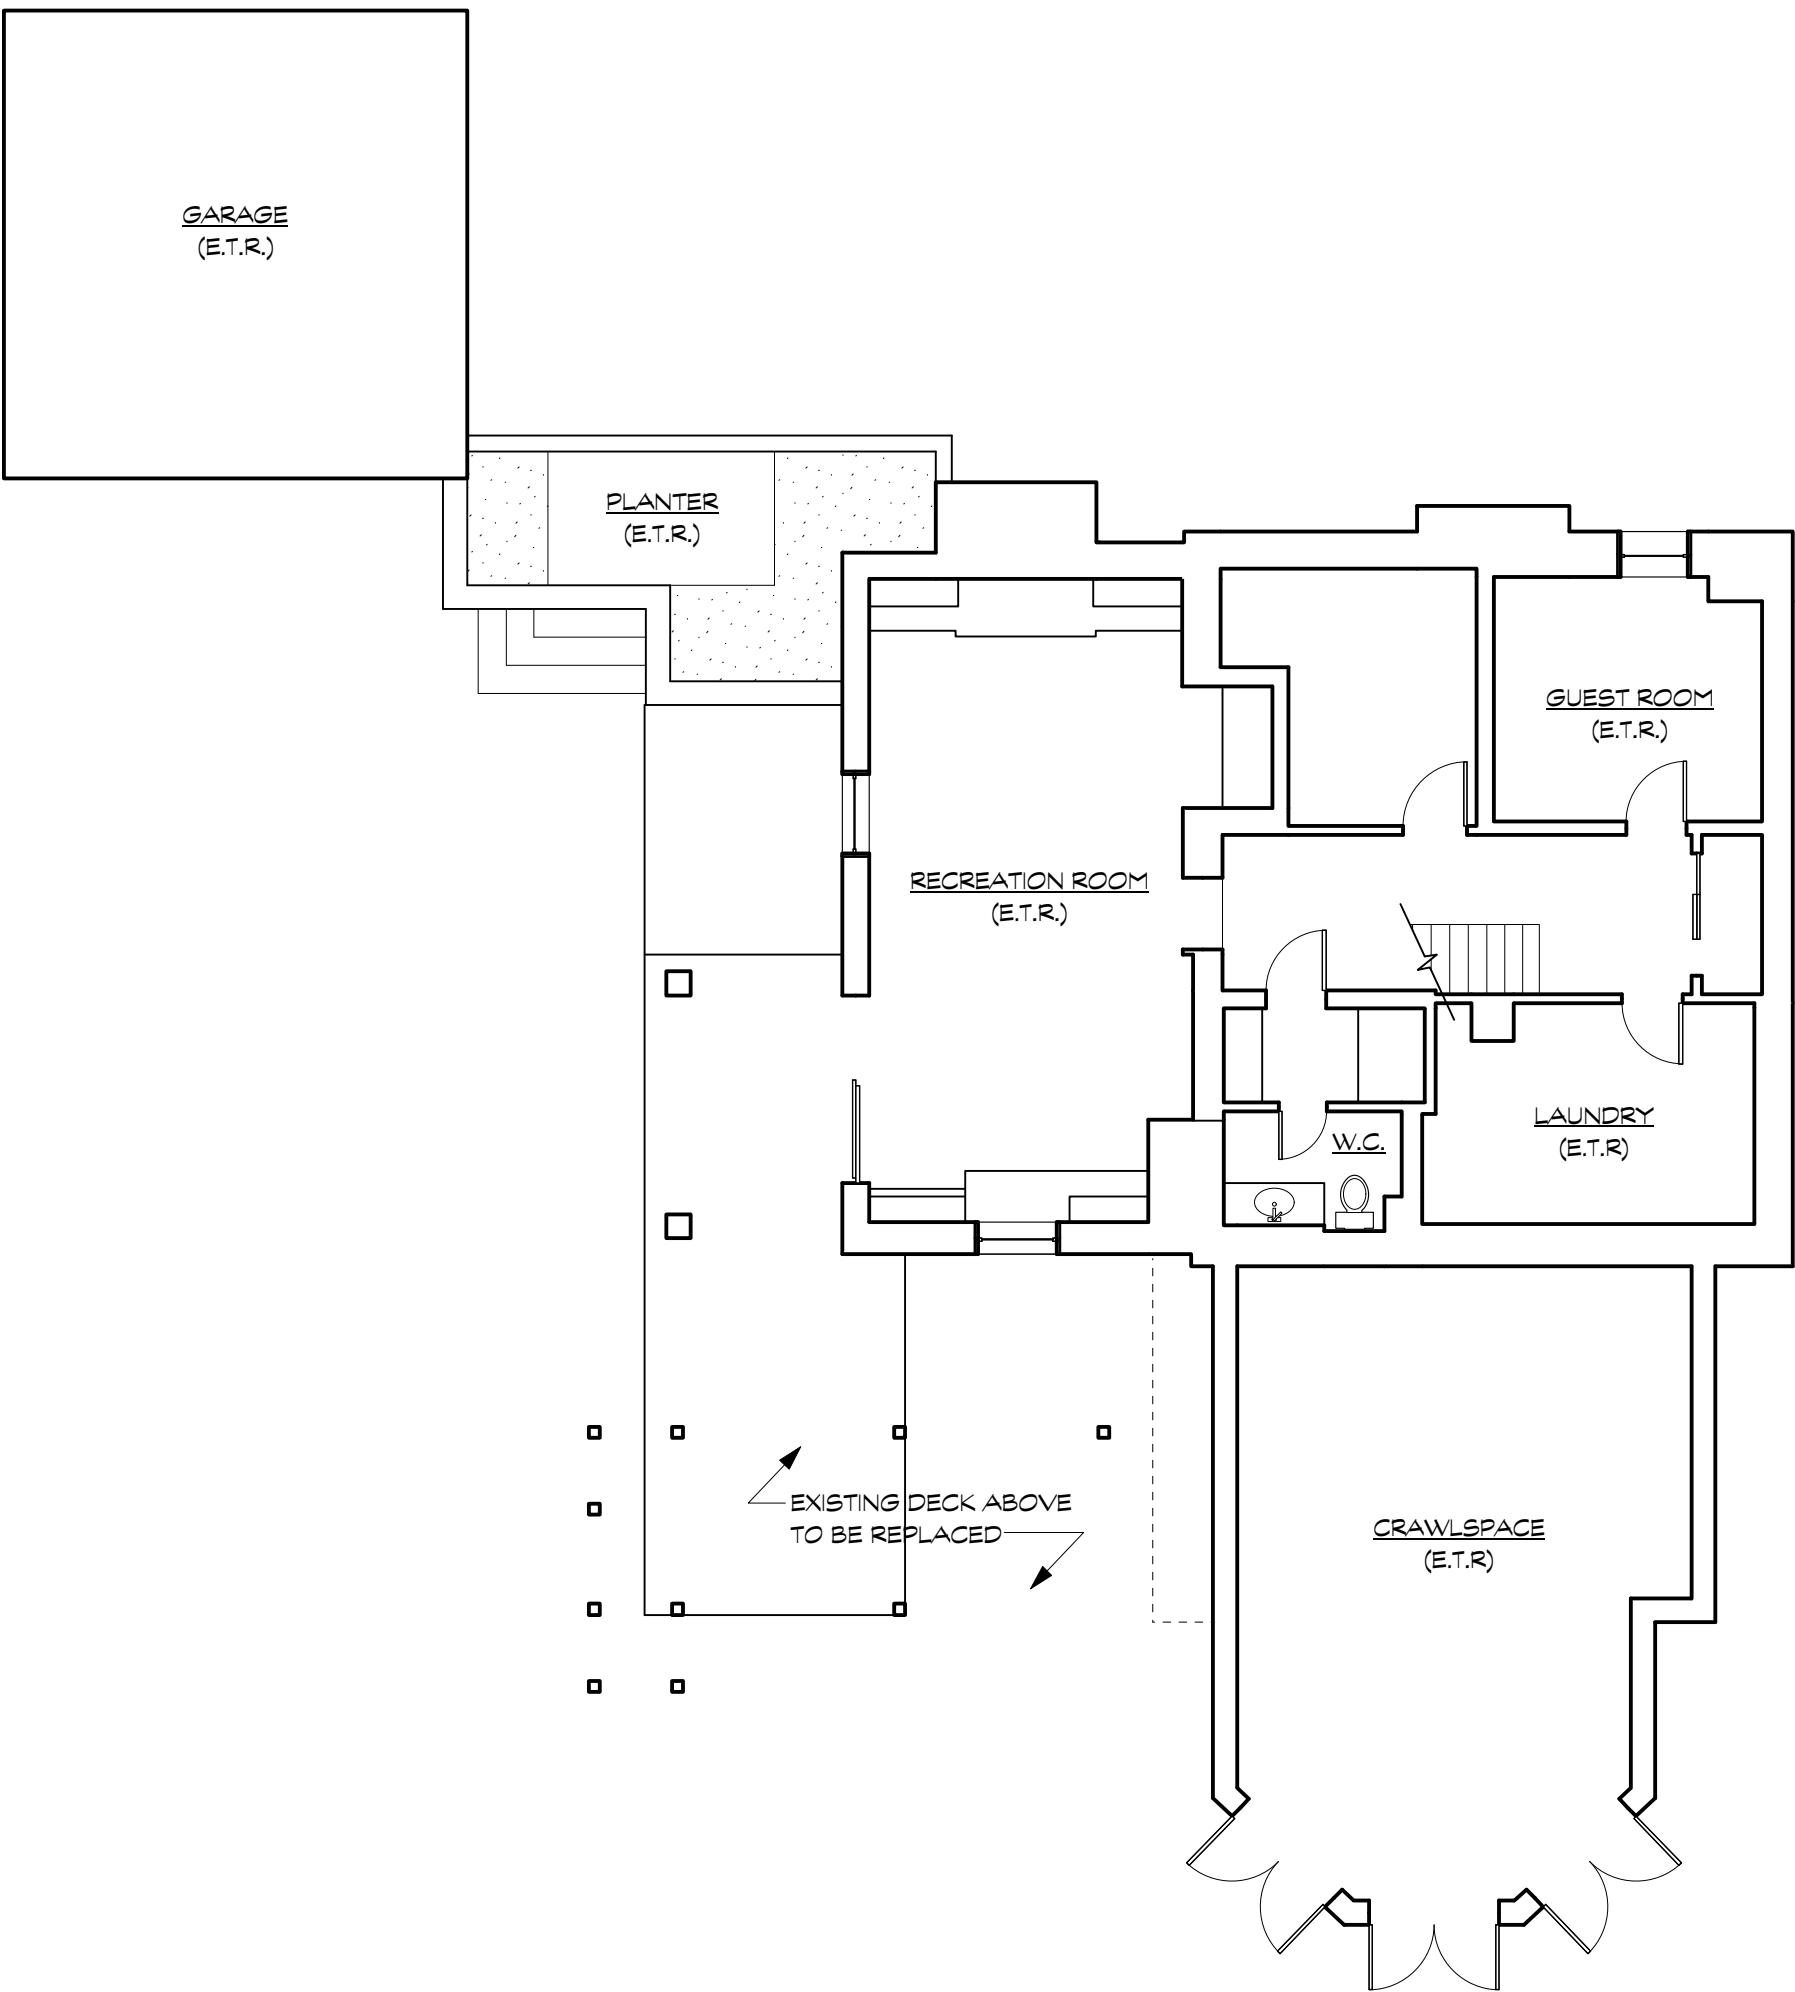 GARAGE
(E.T.R.)
PLANTER
(E.T.R.)
GUEST ROOM
(E.T.R.)
RECREATION ROOM
(E.T.R.)
LAUNDRY
(E.T.R)
W.C.
EXISTING DECK ABOVE
TO BE REPLACED
CRAWLSPACE
(E.T.R)